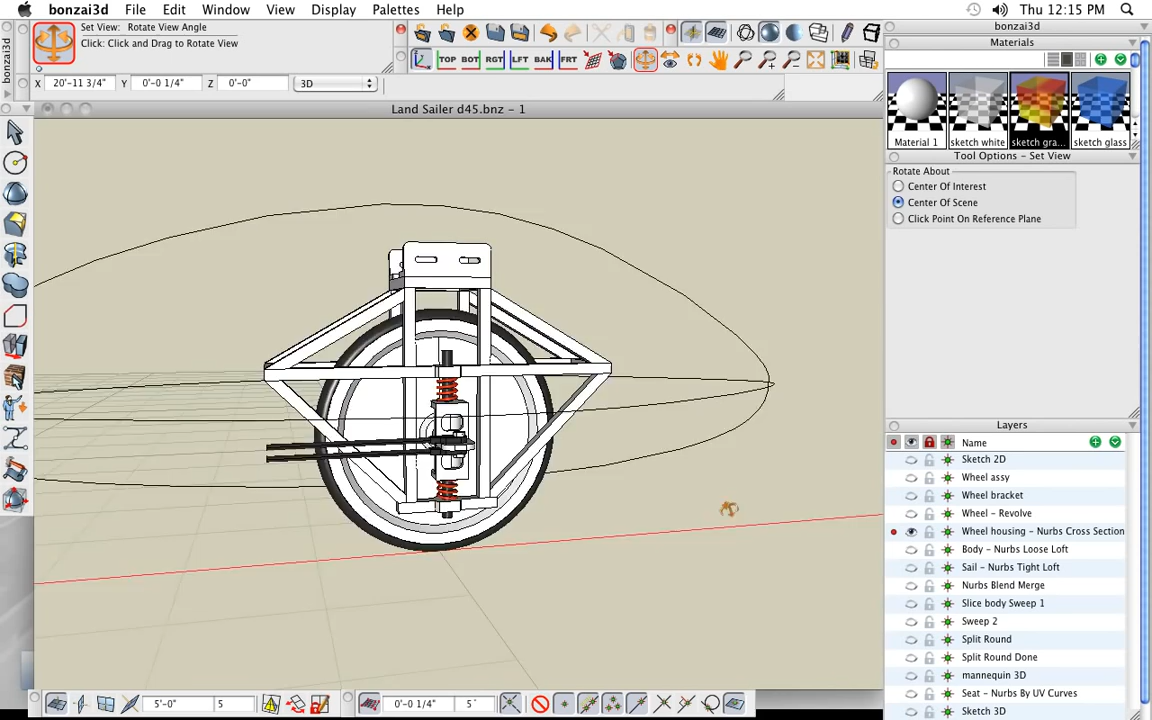 bonzai3d File Edit Window View Display Palettes Help Thu 12:15 PM
bonzai3d
Set View: Rotate View Angle
Click: Click and Drag to Rotate View
TOP BOT RGT LFT BAK FRT
X 20'-11 3/4" Y 0'-0 1/4" Z 0'-0" 3D
Land Sailer d45.bnz - 1
bonzai3d
Materials
Material 1 sketch white sketch gra... sketch glass
Tool Options - Set View
Rotate About
Center Of Interest
Center Of Scene
Click Point On Reference Plane
Layers
Name
Sketch 2D
Wheel assy
Wheel bracket
Wheel - Revolve
Wheel housing - Nurbs Cross Section
Body - Nurbs Loose Loft
Sail - Nurbs Tight Loft
Nurbs Blend Merge
Slice body Sweep 1
Sweep 2
Split Round
Split Round Done
mannequin 3D
Seat - Nurbs By UV Curves
Sketch 3D
5'-0" 5 0'-0 1/4" 5°